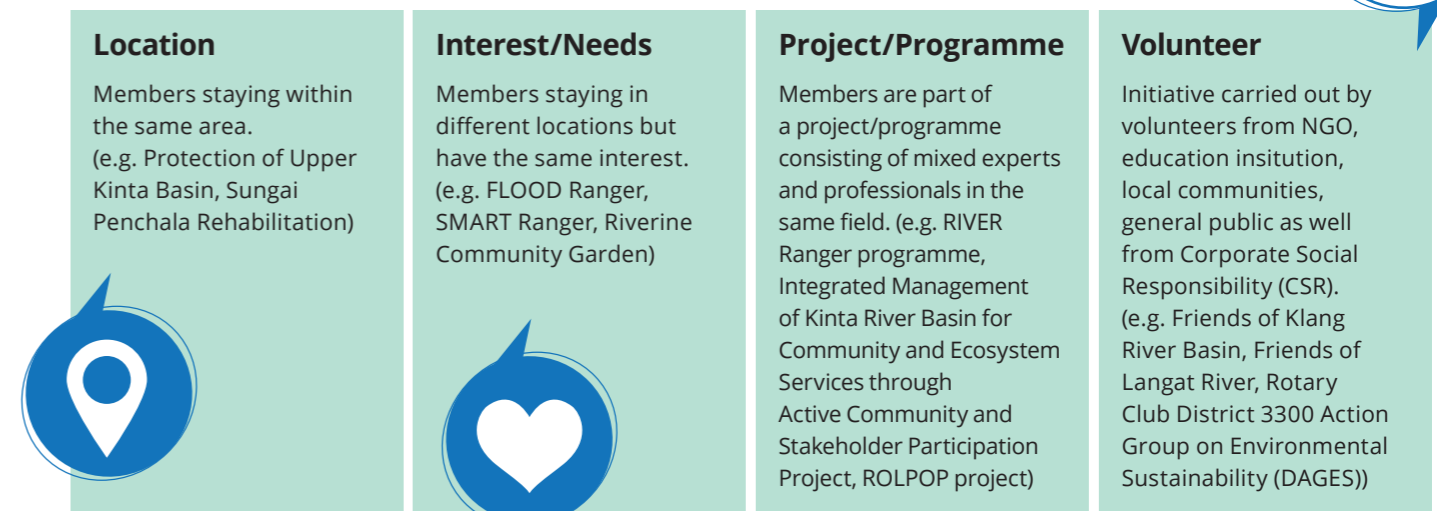 Location
Members staying within
the same area.
(e.g. Protection of Upper
Kinta Basin, Sungai
Penchala Rehabilitation)
Interest/Needs
Members staying in
different locations but
have the same interest.
(e.g. FLOOD Ranger,
SMART Ranger, Riverine
Community Garden)
Project/Programme
Members are part of
a project/programme
consisting of mixed experts
and professionals in the
same field. (e.g. RIVER
Ranger programme,
Integrated Management
of Kinta River Basin for
Community and Ecosystem
Services through
Active Community and
Stakeholder Participation
Project, ROLPOP project)
Volunteer
Initiative carried out by
volunteers from NGO,
education insitution,
local communities,
general public as well
from Corporate Social
Responsibility (CSR).
(e.g. Friends of Klang
River Basin, Friends of
Langat River, Rotary
Club District 3300 Action
Group on Environmental
Sustainability (DAGES))